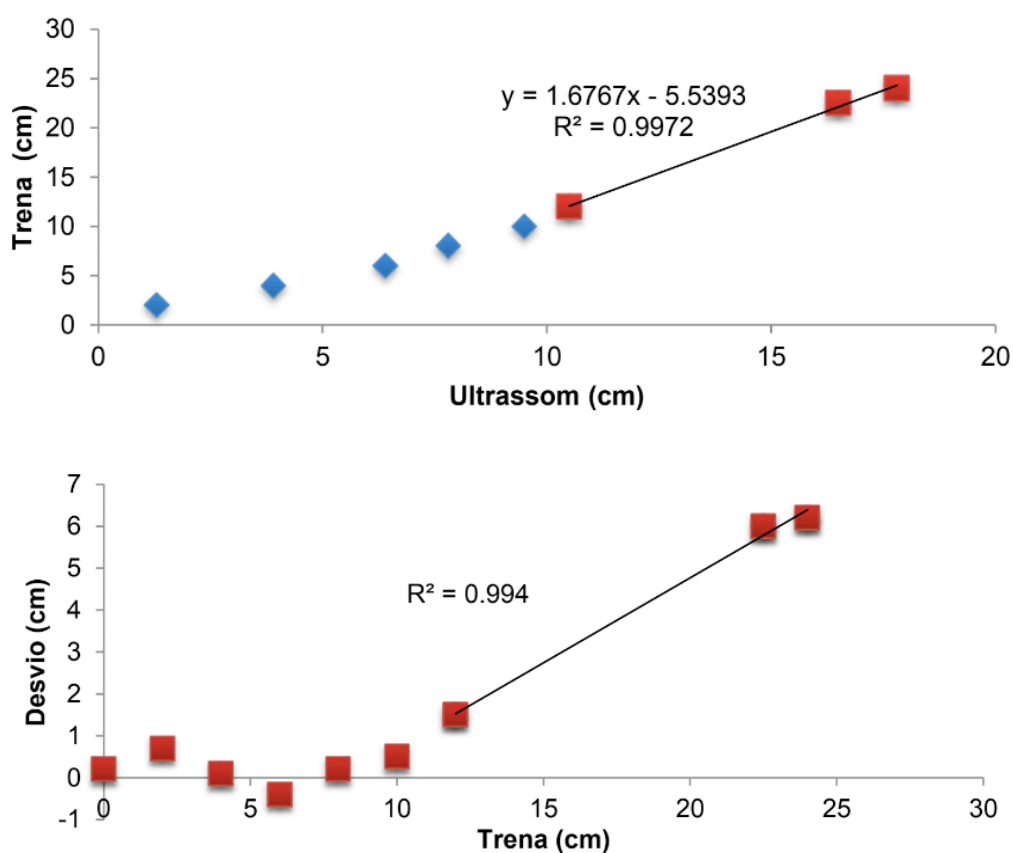 30
25
20
15
10
5
0
Trena (cm)
y = 1.6767x - 5.5393
R² = 0.9972
0 5 10 15 20
Ultrassom (cm)
7
6
5
4
3
2
1
0
-1
Desvio (cm)
R² = 0.994
0 5 10 15 20 25 30
Trena (cm)